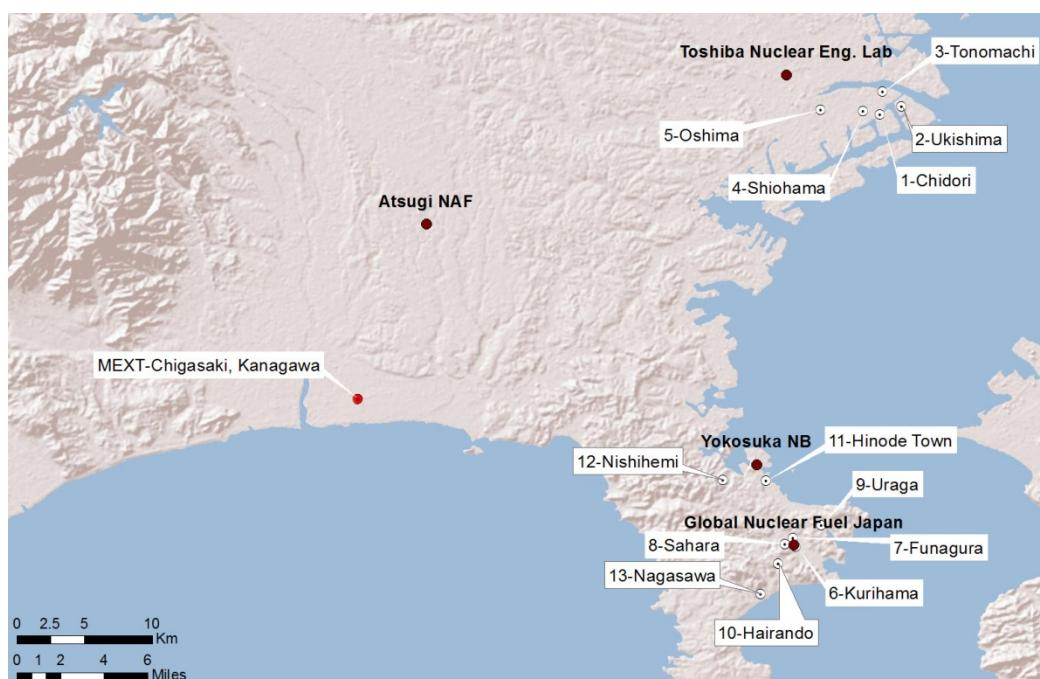 Toshiba Nuclear Eng. Lab
3-Tonomachi
5-Oshima
2-Ukishima
4-Shiohama
1-Chidori
Atsugi NAF
MEXT-Chigasaki, Kanagawa
Yokosuka NB
11-Hinode Town
12-Nishihemi
9-Uraga
Global Nuclear Fuel Japan
8-Sahara
7-Funagura
13-Nagasawa
6-Kurihama
10-Hairando
0 2.5 5 10
Km
0 1 2 4 6
Miles